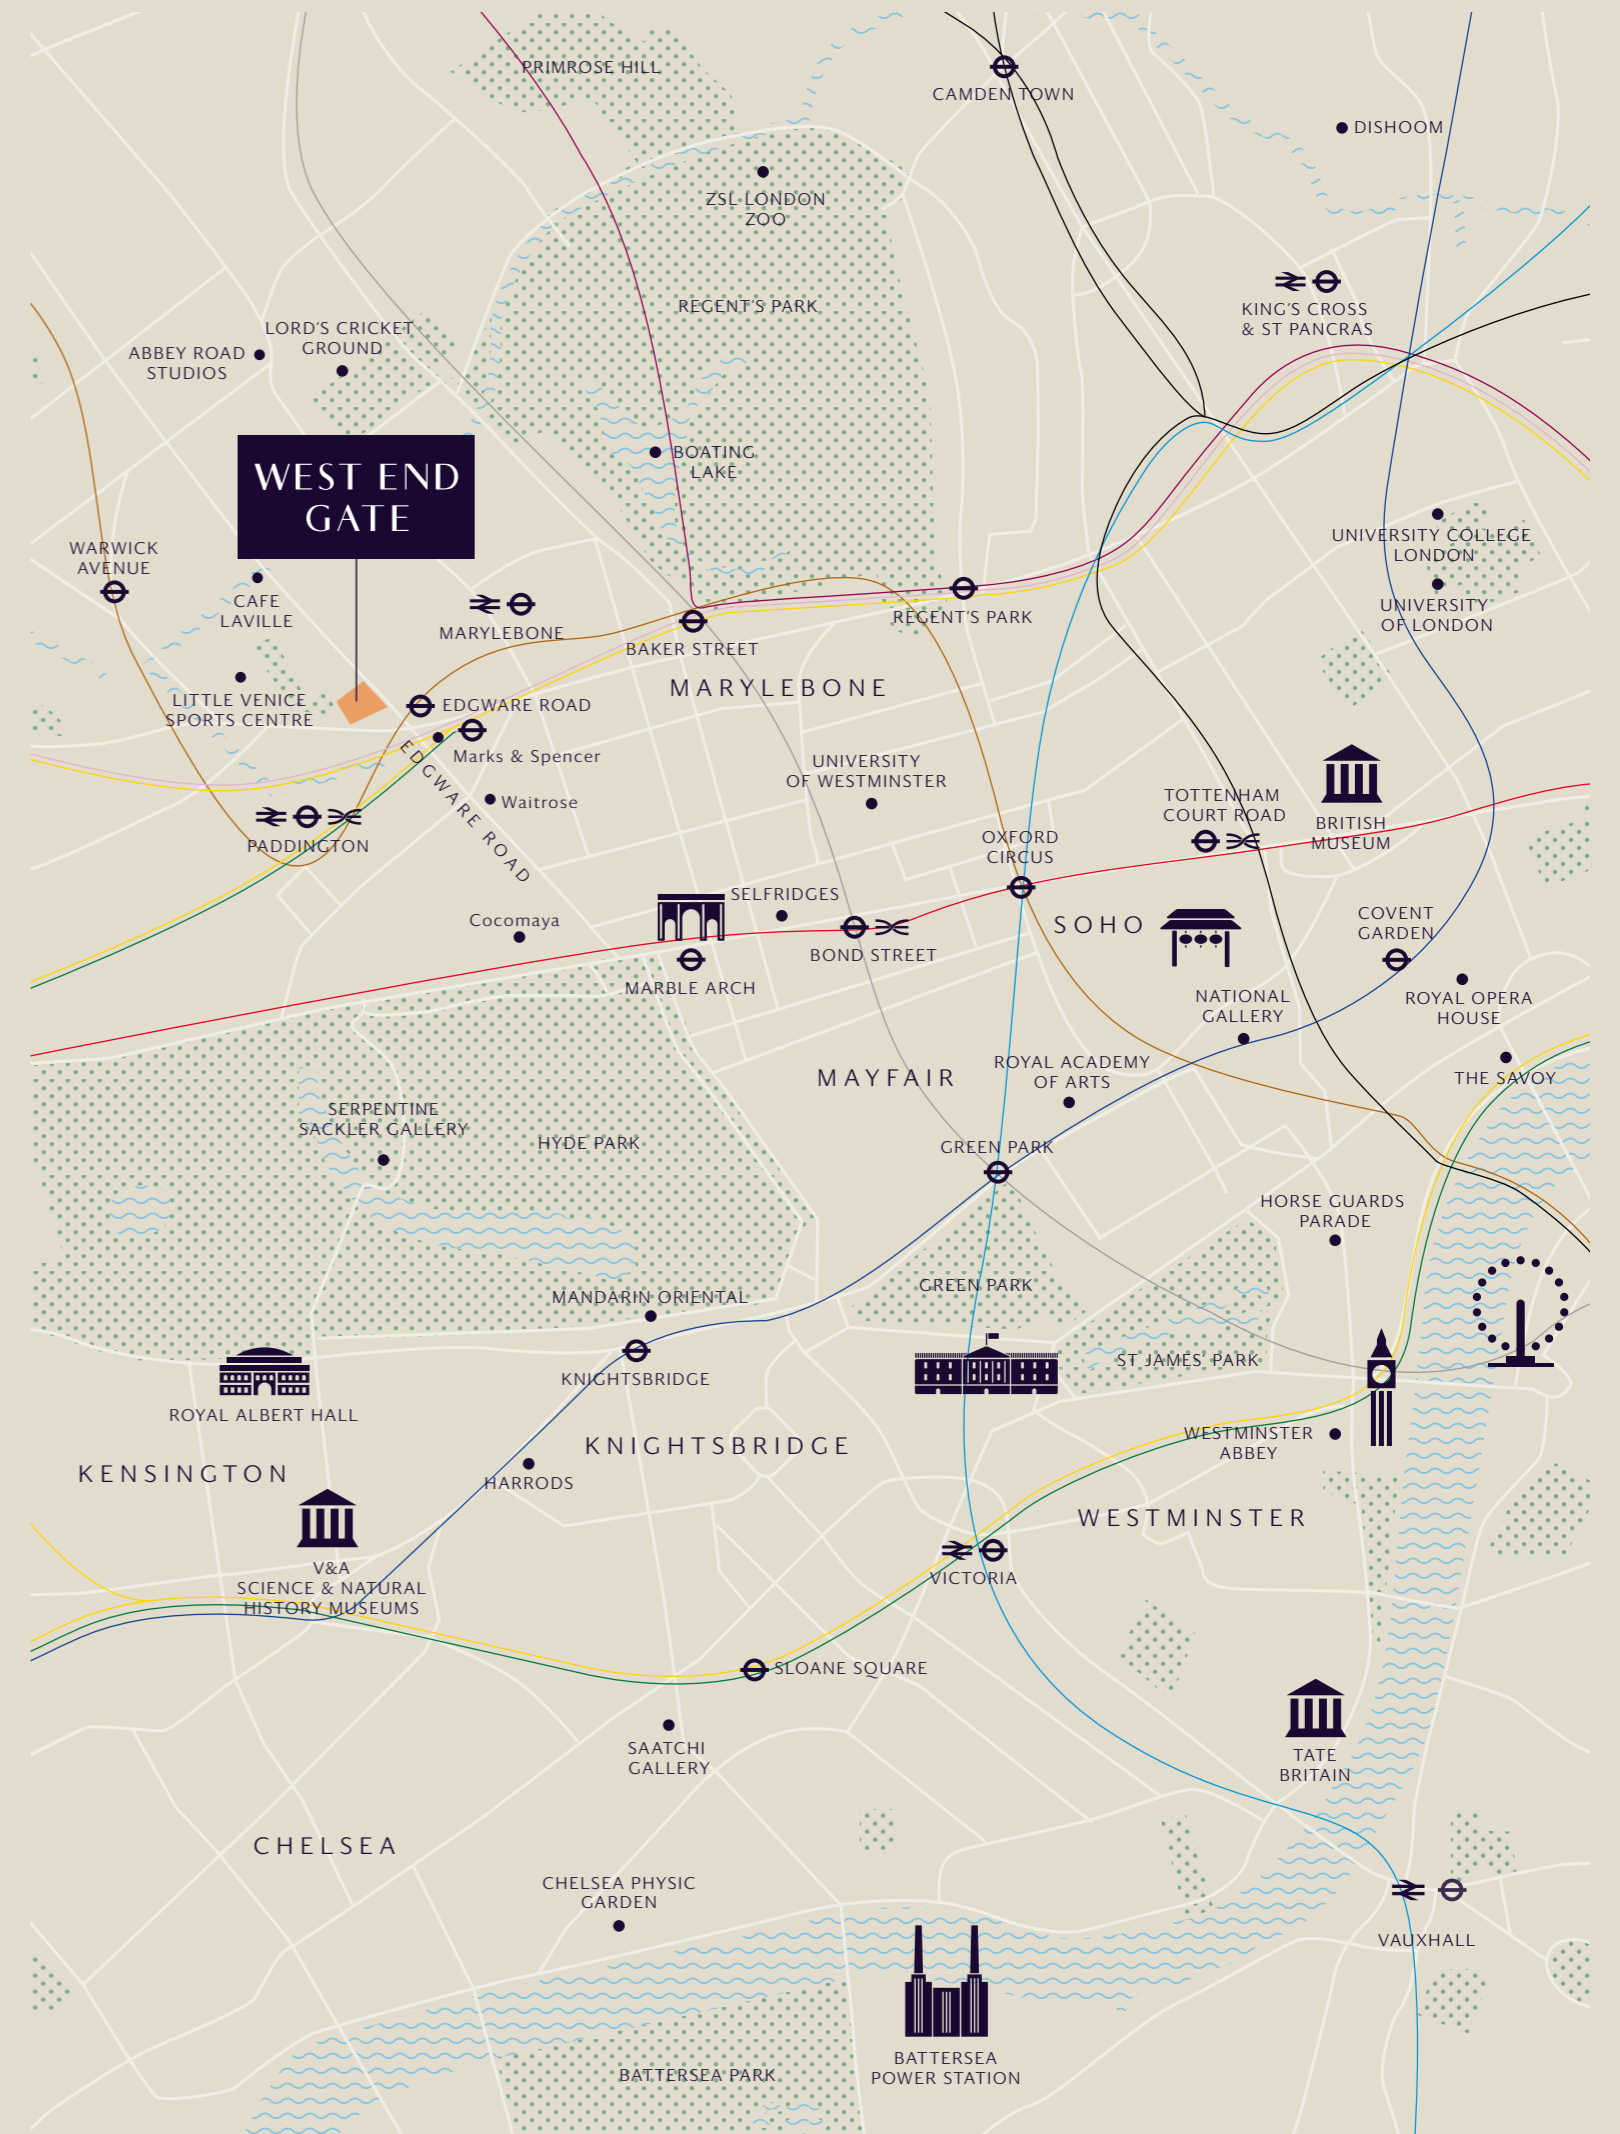 PRIMROSE HILL
CAMDEN TOWN
DISHOOM
ZSL LONDON
ZOO
REGENT'S PARK
KING'S CROSS
& ST PANCRAS
LORD'S CRICKET
GROUND
ABBEY ROAD
STUDIOS
BOATING
LAKE
WEST END
GATE
UNIVERSITY COLLEGE
LONDON
UNIVERSITY
OF LONDON
WARWICK
AVENUE
CAFE
LAVILLE
MARYLEBONE
BAKER STREET
REGENT'S PARK
MARYLEBONE
LITTLE VENICE
SPORTS CENTRE
EDGWARE ROAD
Marks & Spencer
EDGWARE ROAD
Waitrose
UNIVERSITY
OF WESTMINSTER
TOTTENHAM
COURT ROAD
BRITISH
MUSEUM
PADDINGTON
OXFORD
CIRCUS
SELFRIDGES
Cocomaya
BOND STREET
SOHO
COVENT
GARDEN
MARBLE ARCH
NATIONAL
GALLERY
ROYAL OPERA
HOUSE
MAYFAIR
ROYAL ACADEMY
OF ARTS
THE SAVOY
SERPENTINE
SACKLER GALLERY
HYDE PARK
GREEN PARK
HORSE GUARDS
PARADE
GREEN PARK
MANDARIN ORIENTAL
ST JAMES' PARK
KNIGHTSBRIDGE
ROYAL ALBERT HALL
WESTMINSTER
ABBEY
KNIGHTSBRIDGE
KENSINGTON
HARRODS
WESTMINSTER
V&A
SCIENCE & NATURAL
HISTORY MUSEUMS
VICTORIA
SLOANE SQUARE
SAATCHI
GALLERY
TATE
BRITAIN
CHELSEA
CHELSEA PHYSIC
GARDEN
VAUXHALL
BATTERSEA
POWER STATION
BATTERSEA PARK